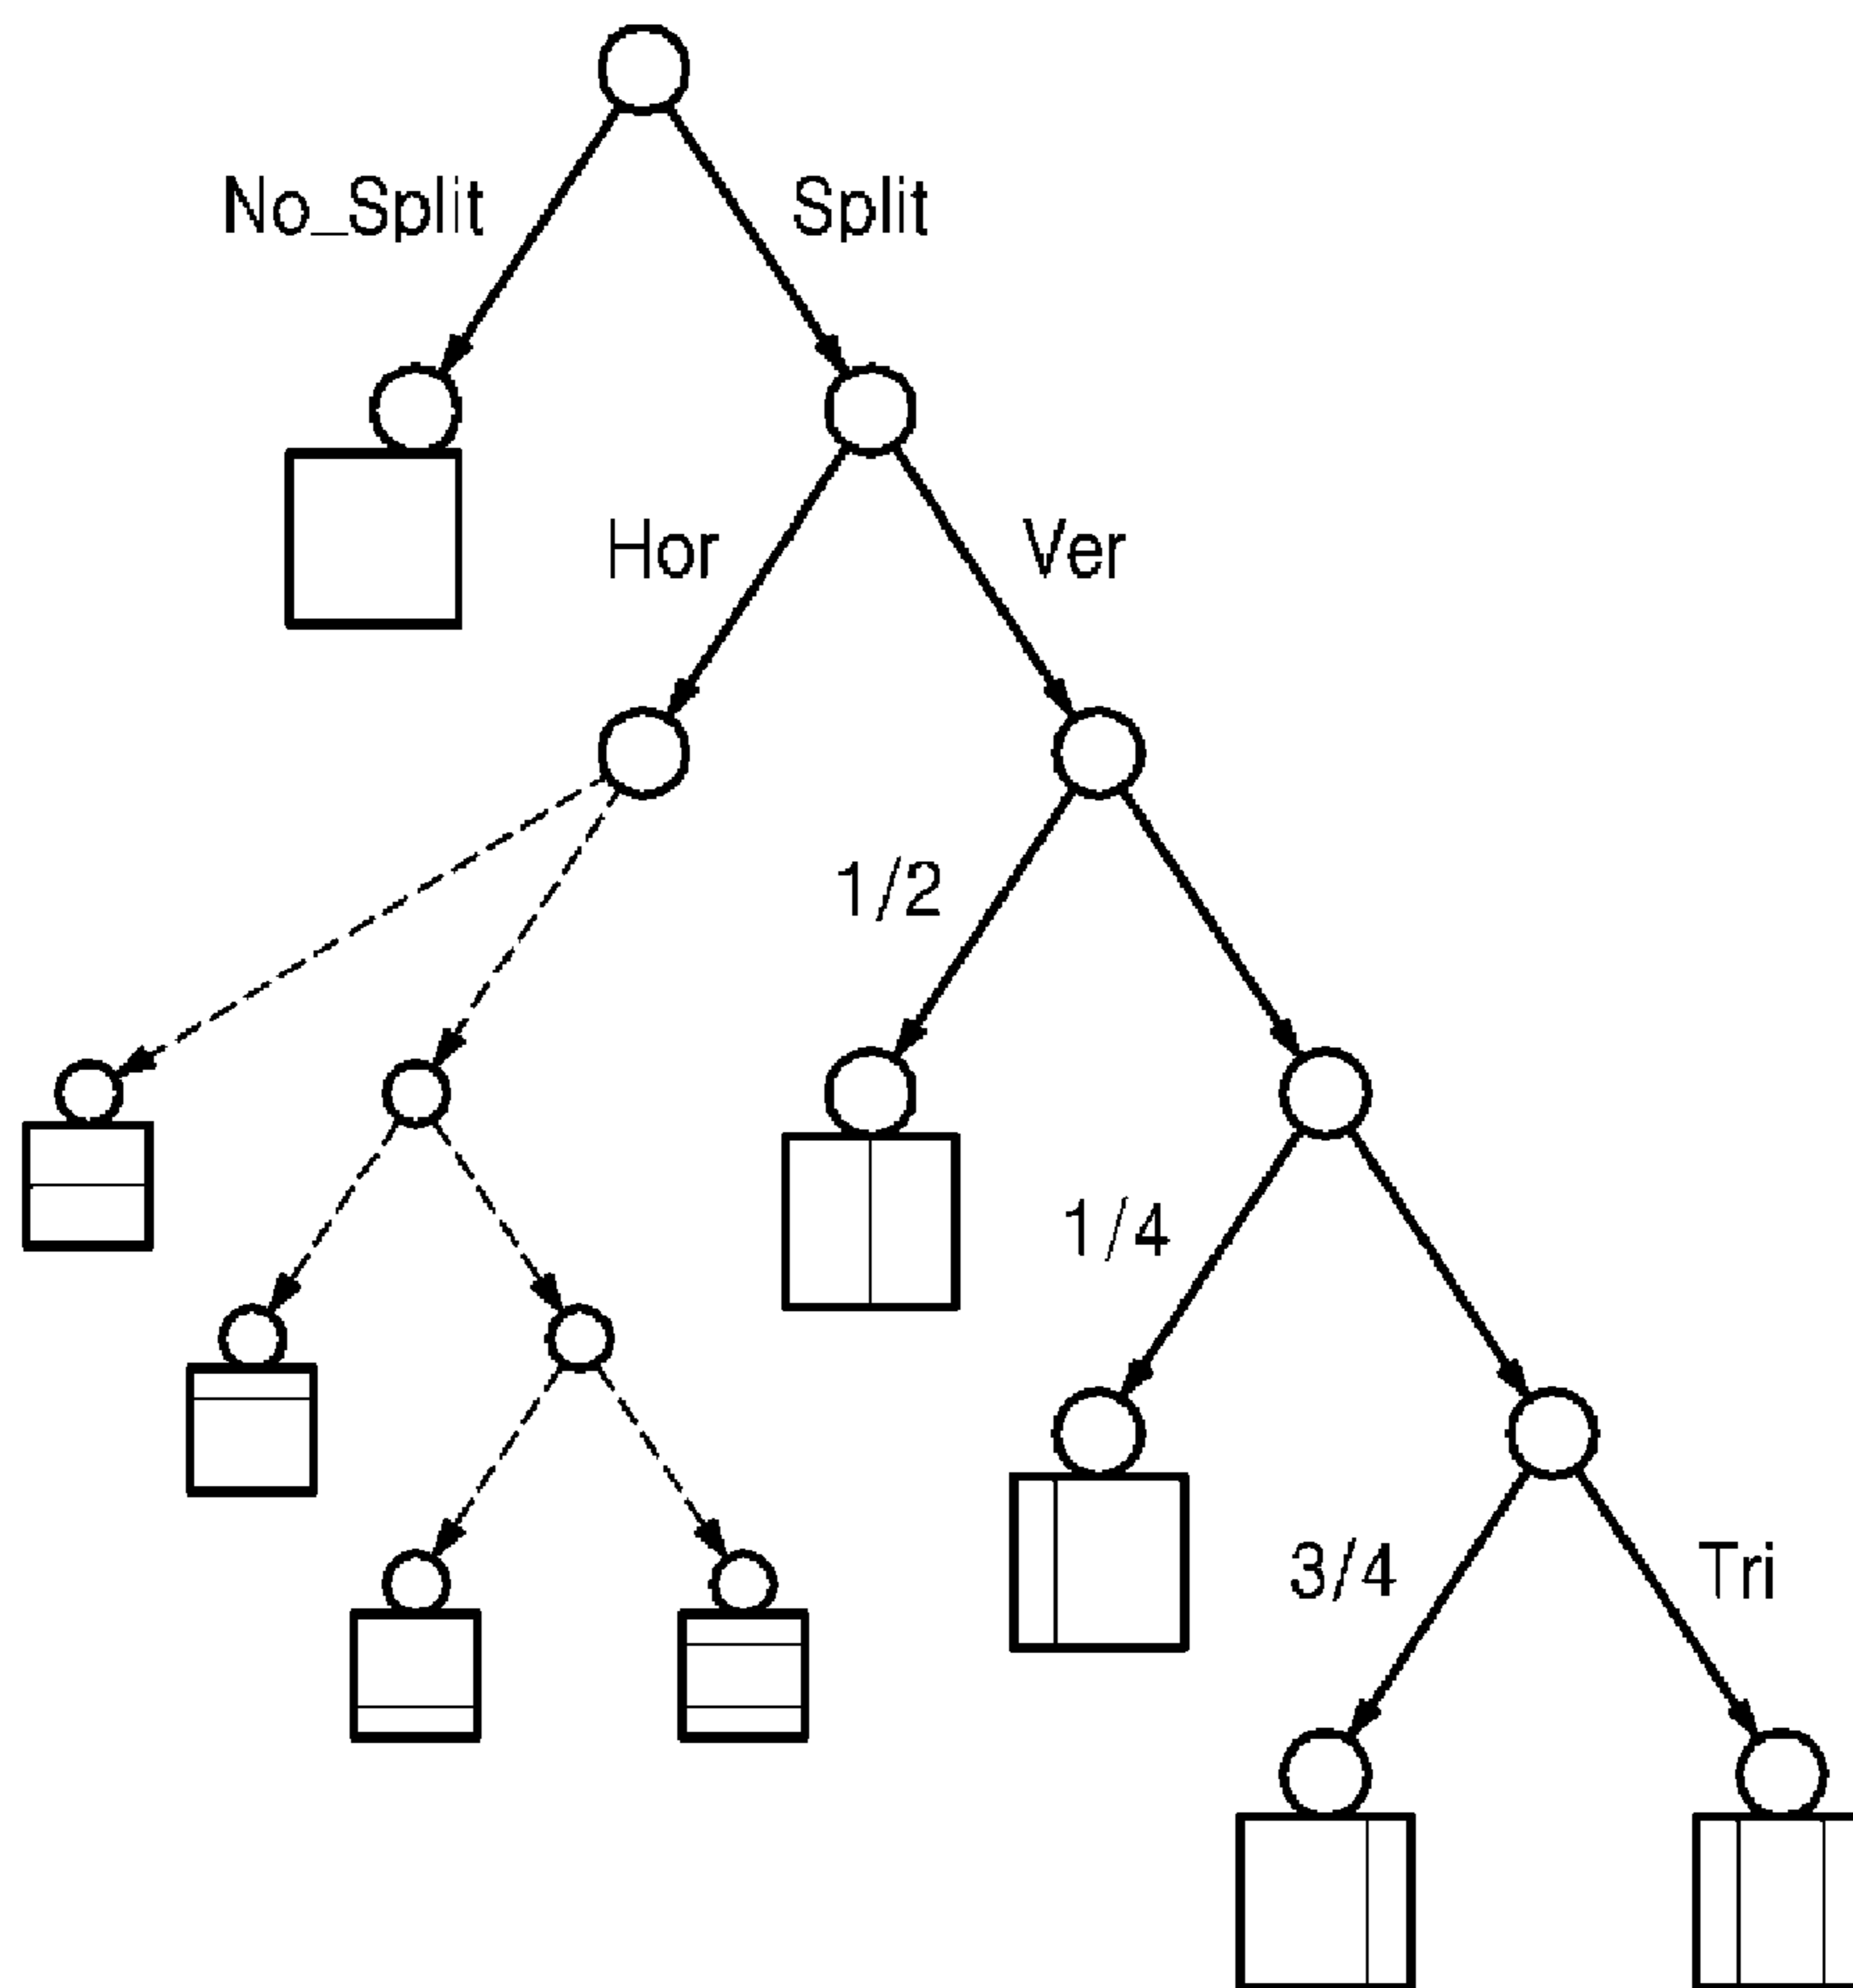 No_Split
Split
Hor
Ver
1/2
1/4
3/4
Tri